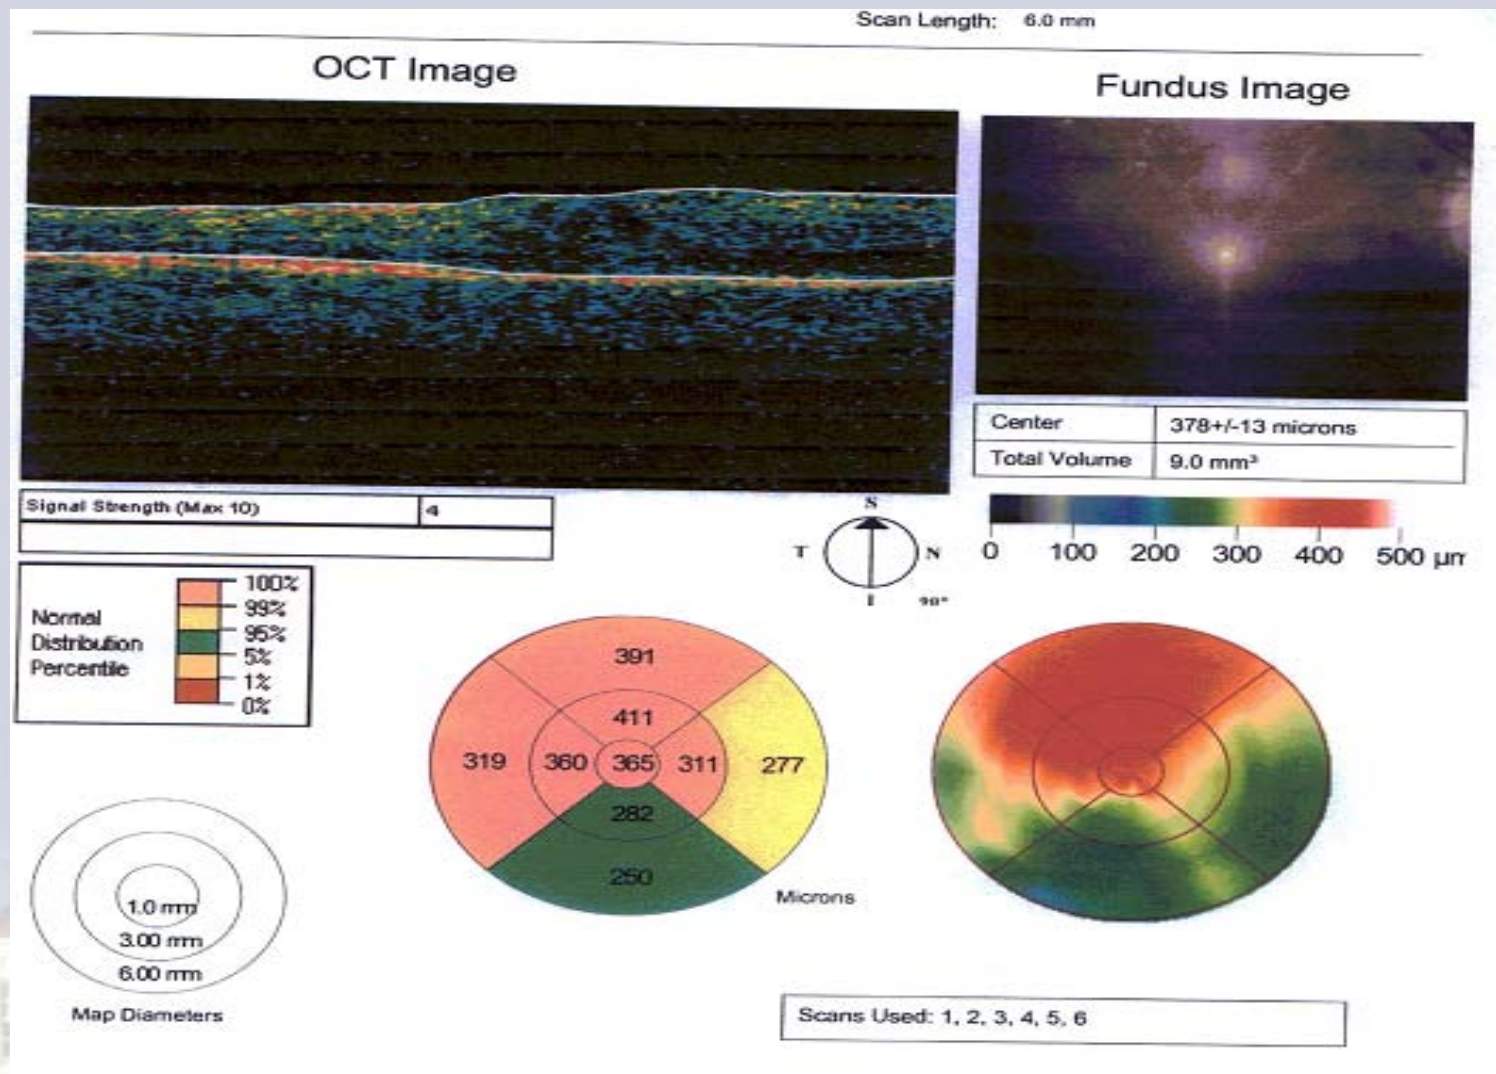 Scan Length: 6.0 mm
OCT Image
Fundus Image
Center 378+/-13 microns
Total Volume 9.0 mm³
Signal Strength (Max 10) 4
S
T N
I 90°
0 100 200 300 400 500 µm
Normal
Distribution
Percentile
100%
99%
95%
5%
1%
0%
391
411
319 360 365 311 277
282
250
Microns
1.0 mm
3.00 mm
6.00 mm
Map Diameters
Scans Used: 1, 2, 3, 4, 5, 6